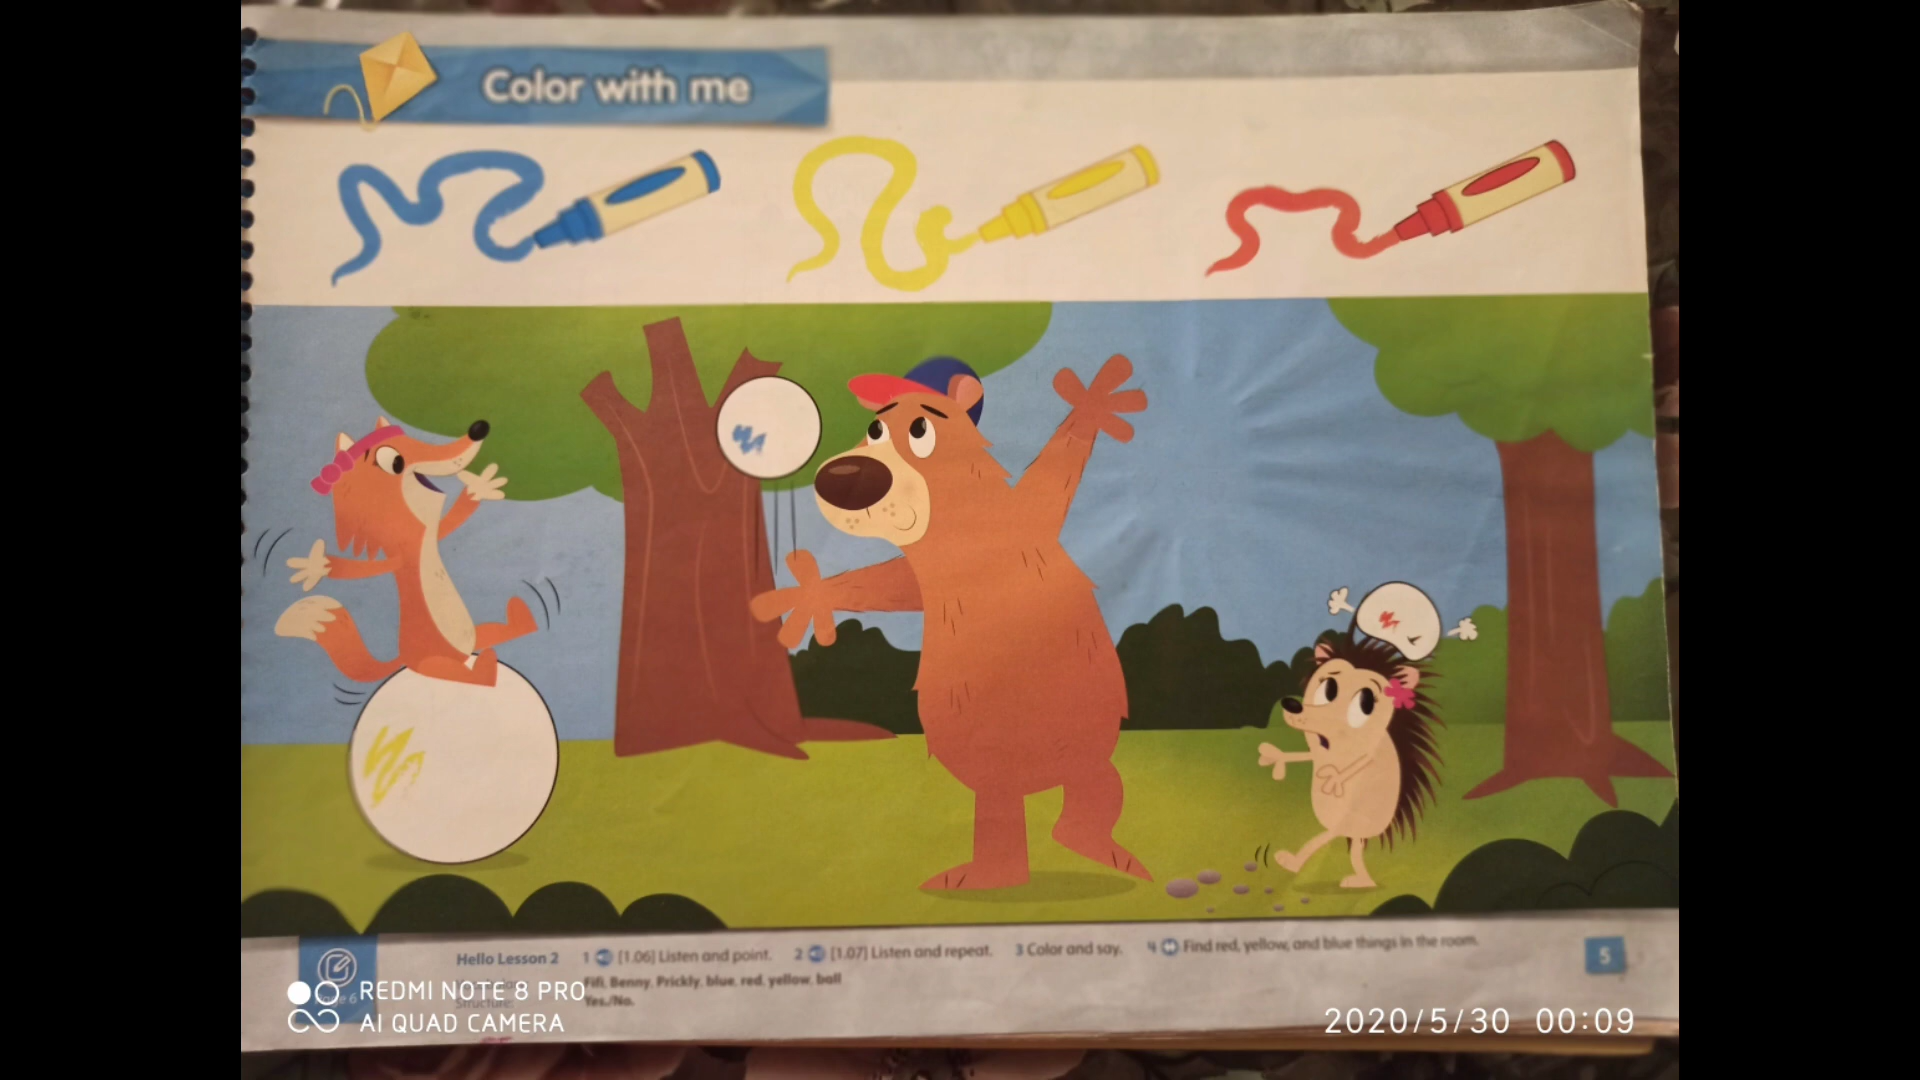 Color with me
Hello Lesson 2 1 [1.06] Listen and point. 2 [1.07] Listen and repeat. 3 Color and say. 4 Find red, yellow, and blue things in the room. 5
Fifi, Benny, Prickly, blue, red, yellow, ball
Structure: Yes./No.
REDMI NOTE 8 PRO
AI QUAD CAMERA
2020/5/30 00:09